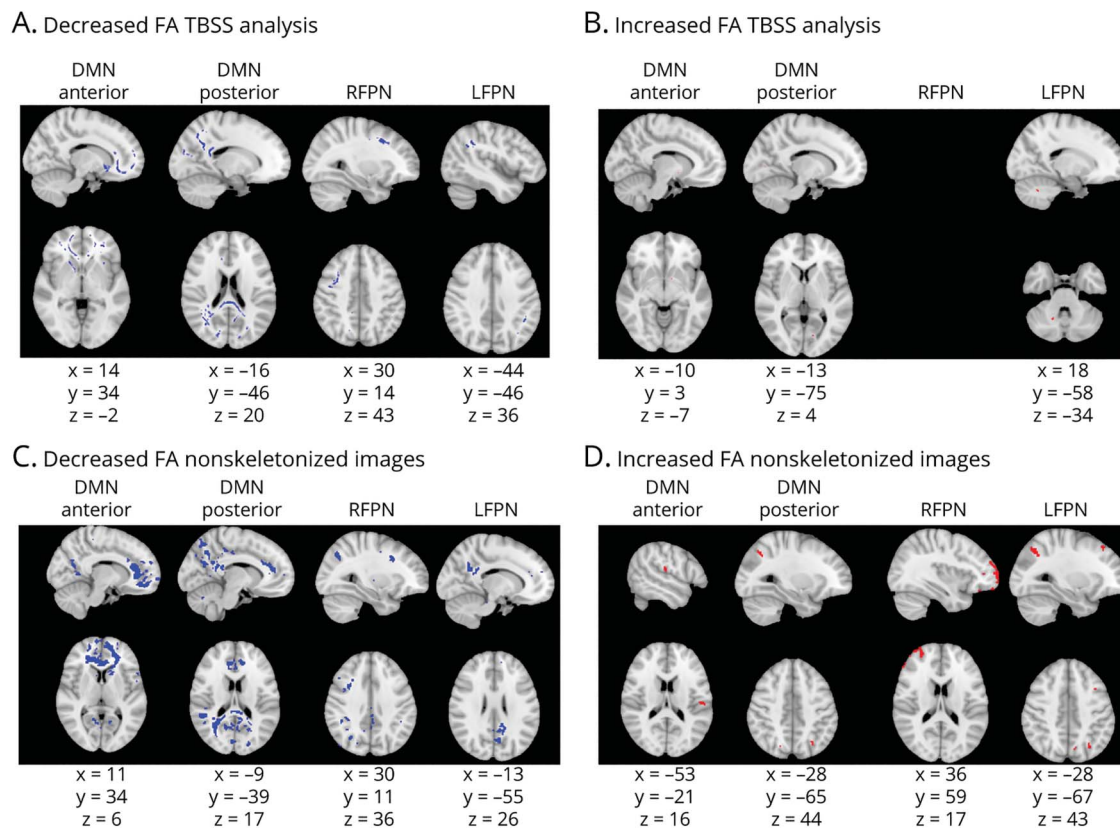 A. Decreased FA TBSS analysis
DMN anterior
DMN posterior
RFPN
LFPN
x = 14
y = 34
z = –2
x = –16
y = –46
z = 20
x = 30
y = 14
z = 43
x = –44
y = –46
z = 36
B. Increased FA TBSS analysis
DMN anterior
DMN posterior
RFPN
LFPN
x = –10
y = 3
z = –7
x = –13
y = –75
z = 4
x = 18
y = –58
z = –34
C. Decreased FA nonskeletonized images
DMN anterior
DMN posterior
RFPN
LFPN
x = 11
y = 34
z = 6
x = –9
y = –39
z = 17
x = 30
y = 11
z = 36
x = –13
y = –55
z = 26
D. Increased FA nonskeletonized images
DMN anterior
DMN posterior
RFPN
LFPN
x = –53
y = –21
z = 16
x = –28
y = –65
z = 44
x = 36
y = 59
z = 17
x = –28
y = –67
z = 43